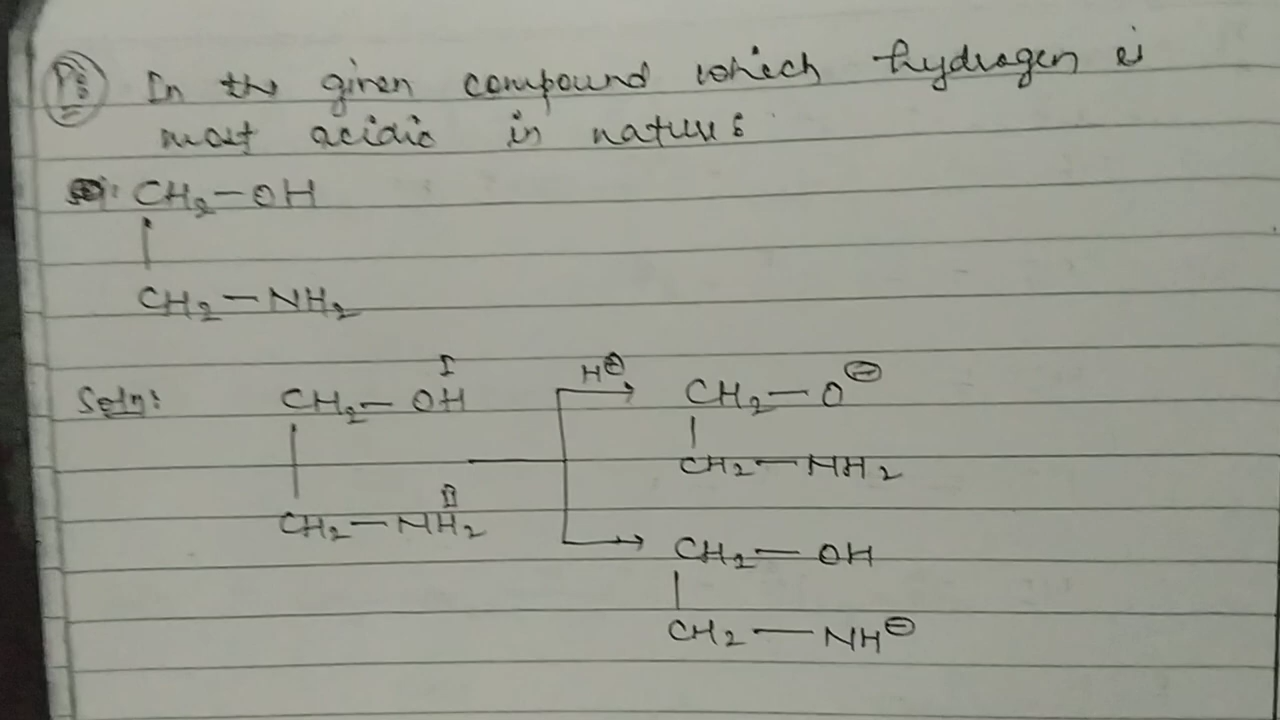 P:
In the given compound which hydrogen is
most acidic in nature:
CH₂—OH
|
CH₂—NH₂
Soln:
I
CH₂—OH
|
II
CH₂—NH₂
H⊕
CH₂—O⊖
|
CH₂—NH₂
CH₂—OH
|
CH₂—NH⊖